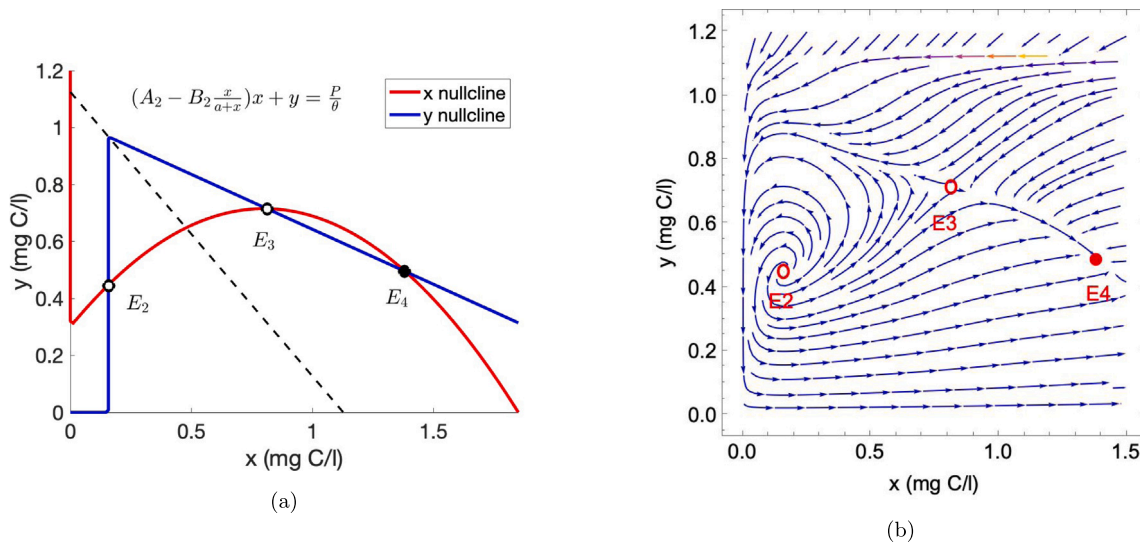 1.2
1
0.8
0.6
0.4
0.2
0
y (mg C/l)
(A₂ − B₂ x/(a+x))x + y = P/θ
x nullcline
y nullcline
E₂
E₃
E₄
0 0.5 1 1.5
x (mg C/l)
(a)
1.2
1.0
0.8
0.6
0.4
0.2
0.0
y (mg C/l)
E3
E2
E4
0.0 0.5 1.0 1.5
x (mg C/l)
(b)